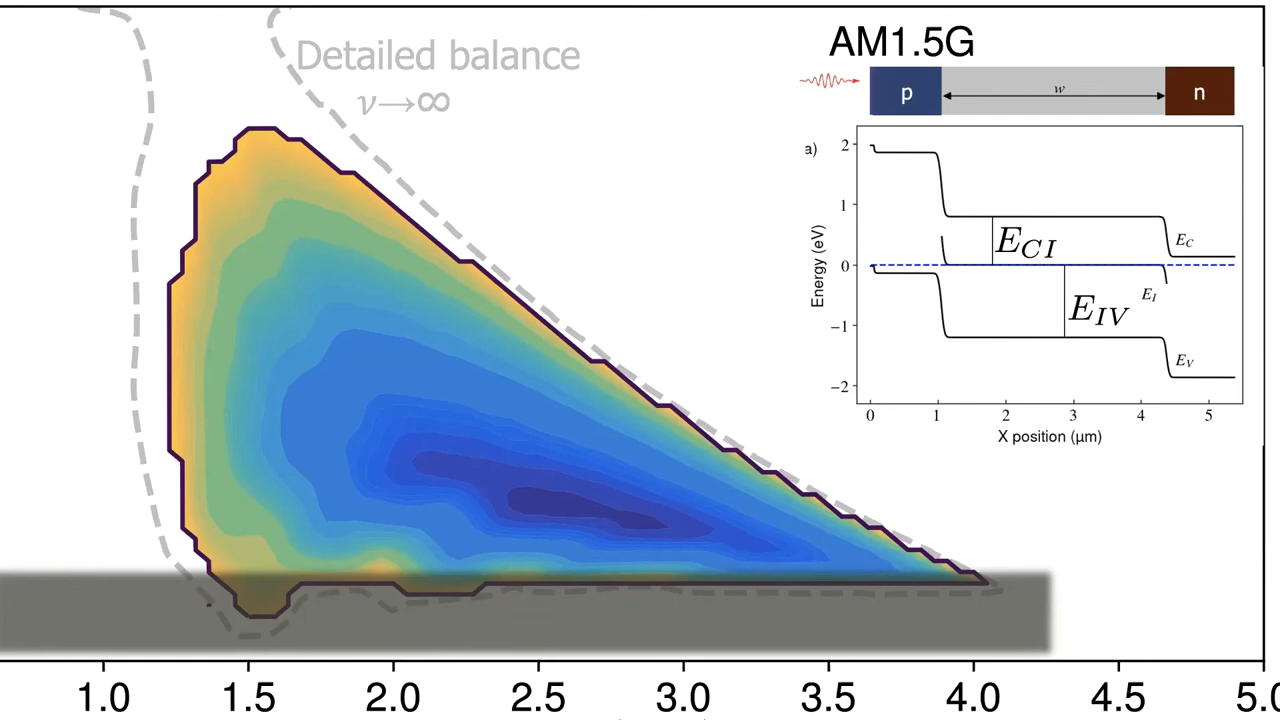 Detailed balance
ν→∞
AM1.5G
p
w
n
a)
2
1
0
−1
−2
Energy (eV)
E_CI
E_IV
E_C
E_I
E_V
0 1 2 3 4 5
X position (µm)
1.0 1.5 2.0 2.5 3.0 3.5 4.0 4.5 5.0